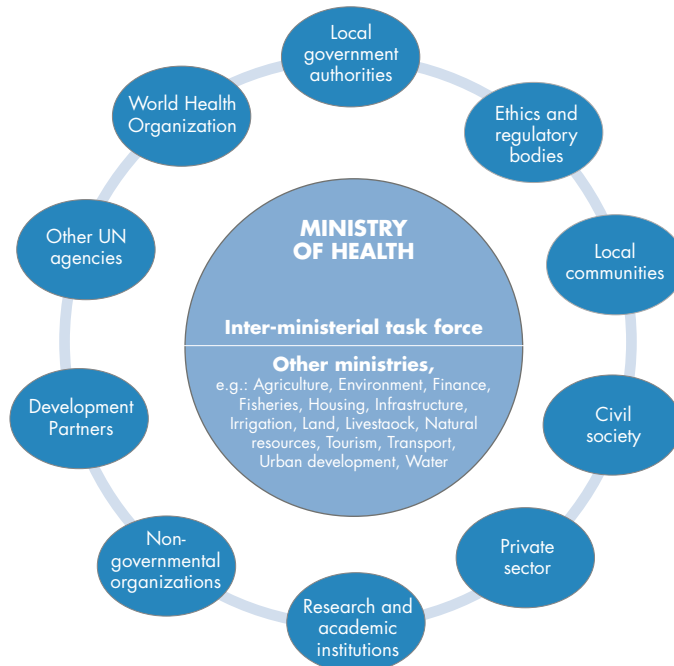 Local
government
authorities
Ethics and
regulatory
bodies
Local
communities
Civil
society
Private
sector
Research and
academic
institutions
Non-
governmental
organizations
Development
Partners
Other UN
agencies
World Health
Organization
MINISTRY
OF HEALTH
Inter-ministerial task force
Other ministries,
e.g.: Agriculture, Environment, Finance,
Fisheries, Housing, Infrastructure,
Irrigation, Land, Livestaock, Natural
resources, Tourism, Transport,
Urban development, Water